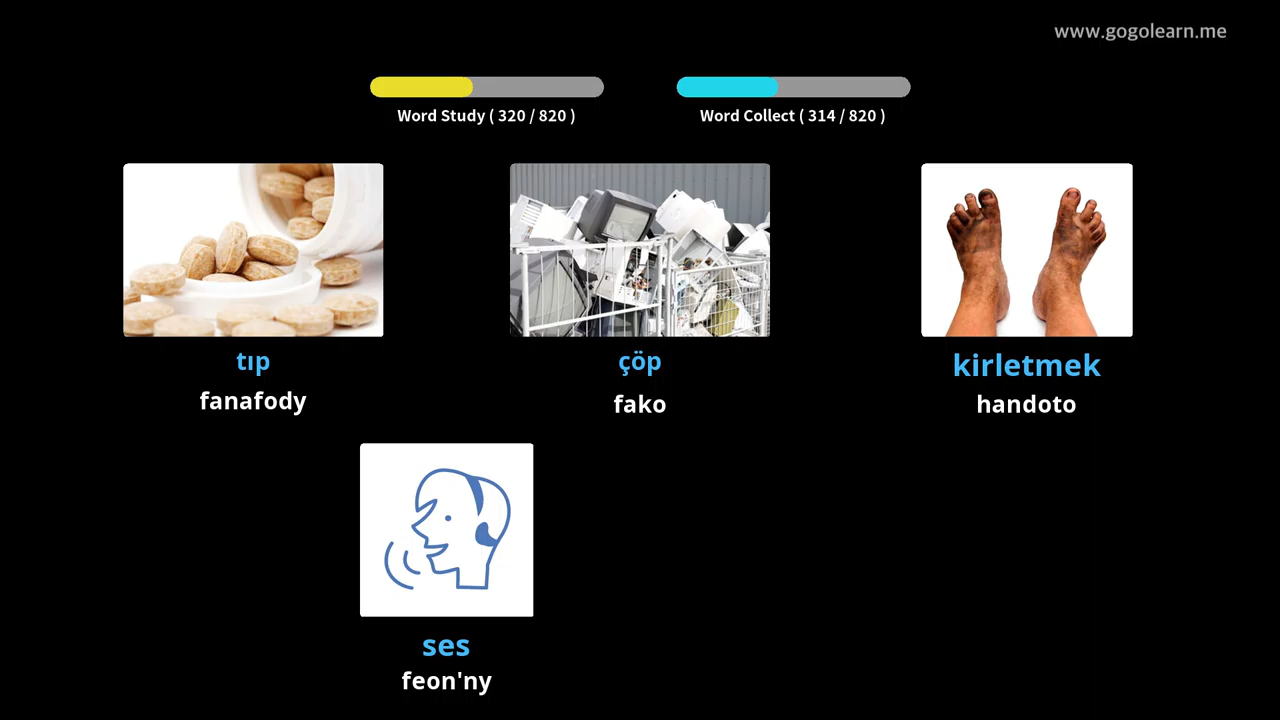 www.gogolearn.me
Word Study ( 320 / 820 )
Word Collect ( 314 / 820 )
tıp
fanafody
çöp
fako
kirletmek
handoto
ses
feon'ny